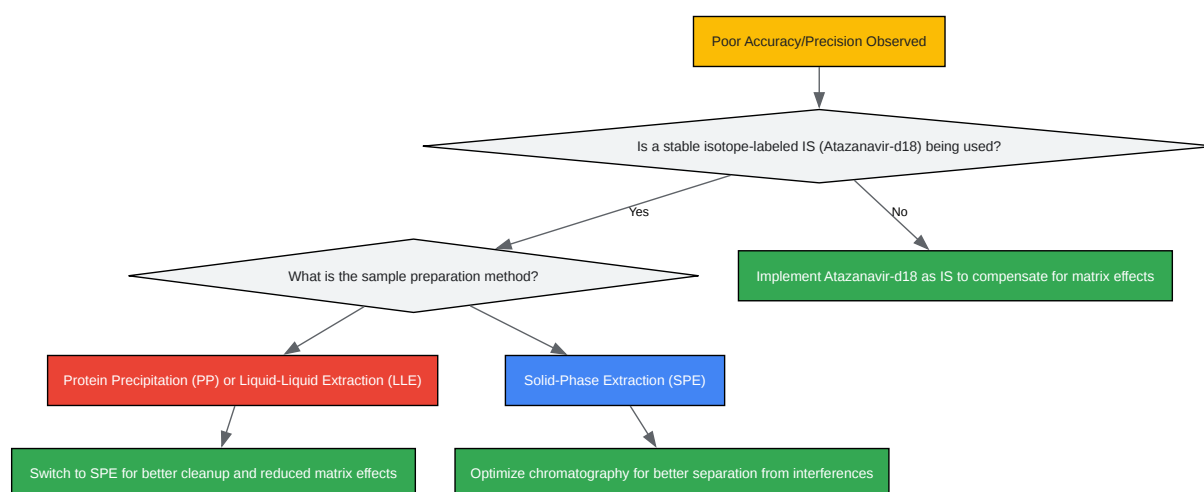 Poor Accuracy/Precision Observed
Is a stable isotope-labeled IS (Atazanavir-d18) being used?
Yes
No
What is the sample preparation method?
Implement Atazanavir-d18 as IS to compensate for matrix effects
Protein Precipitation (PP) or Liquid-Liquid Extraction (LLE)
Solid-Phase Extraction (SPE)
Switch to SPE for better cleanup and reduced matrix effects
Optimize chromatography for better separation from interferences